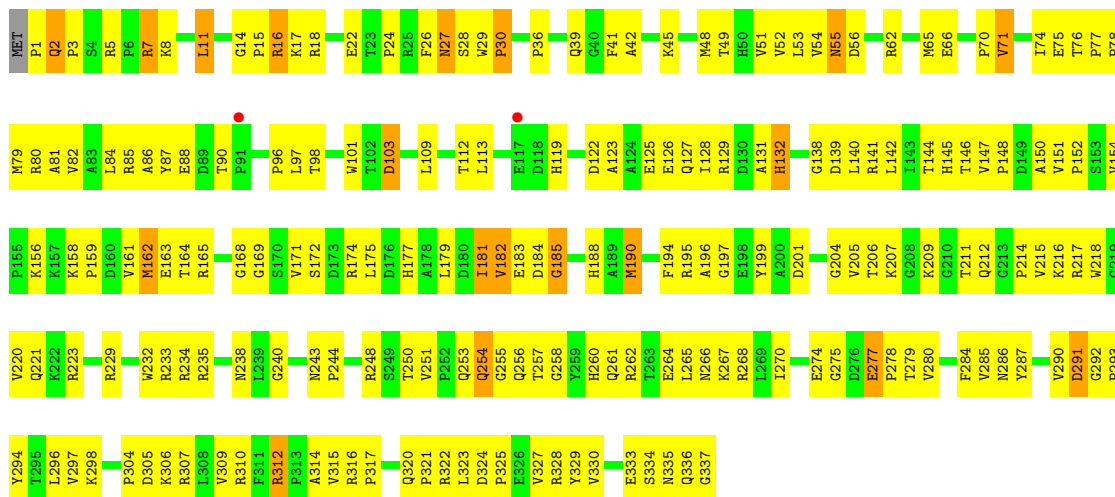 MET P1 Q2 P3 S4 R5 P6 R7 K8 L11 G14 P15 R16 K17 R18 E22 T23 P24 R25 F26 N27 S28 W29 P30 P36 Q39 G40 F41 A42 K45 M48 T49 H50 V51 V52 L53 V54 N55 D56 R62 M65 E66 P70 V71 I74 E75 T76 P77
M79 R80 A81 V82 A83 L84 R85 A86 Y87 E88 D89 T90 P91 P96 L97 T98 W101 T102 D103 L109 T112 L113 E117 D118 H119 D122 A123 A124 E125 E126 Q127 I128 R129 D130 A131 H132 G138 D139 L140 R141 L142 I143 T144 H145 T146 V147 P148 D149 A150 V151 P152 S153 V154
P155 K156 K157 K158 P159 D160 V161 M162 E163 T164 R165 G168 G169 S170 V171 S172 D173 R174 L175 D176 H177 A178 L179 D180 I181 V182 E183 D184 G185 H188 A189 M190 F194 R195 A196 G197 E198 Y199 A200 D201 G204 V205 T206 K207 G208 K209 G210 T211 Q212 G213 P214 V215 K216 R217 W218 G219
V220 Q221 K222 R223 R229 W232 R233 R234 R235 N238 L239 G240 N243 P244 R248 S249 T250 V251 P252 Q253 Q254 G255 Q256 T257 G258 Y259 H260 Q261 R262 T263 E264 L265 N266 K267 R268 L269 I270 E274 G275 D276 E277 P278 T279 V280 F284 V285 N286 Y287 V290 D291 G292
Y294 T295 L296 V297 K298 P304 D305 K306 R307 L308 V309 R310 F311 R312 P313 A314 V315 R316 P317 Q320 P321 R322 L323 D324 P325 E326 V327 R328 Y329 V330 E333 S334 N335 Q336 G337